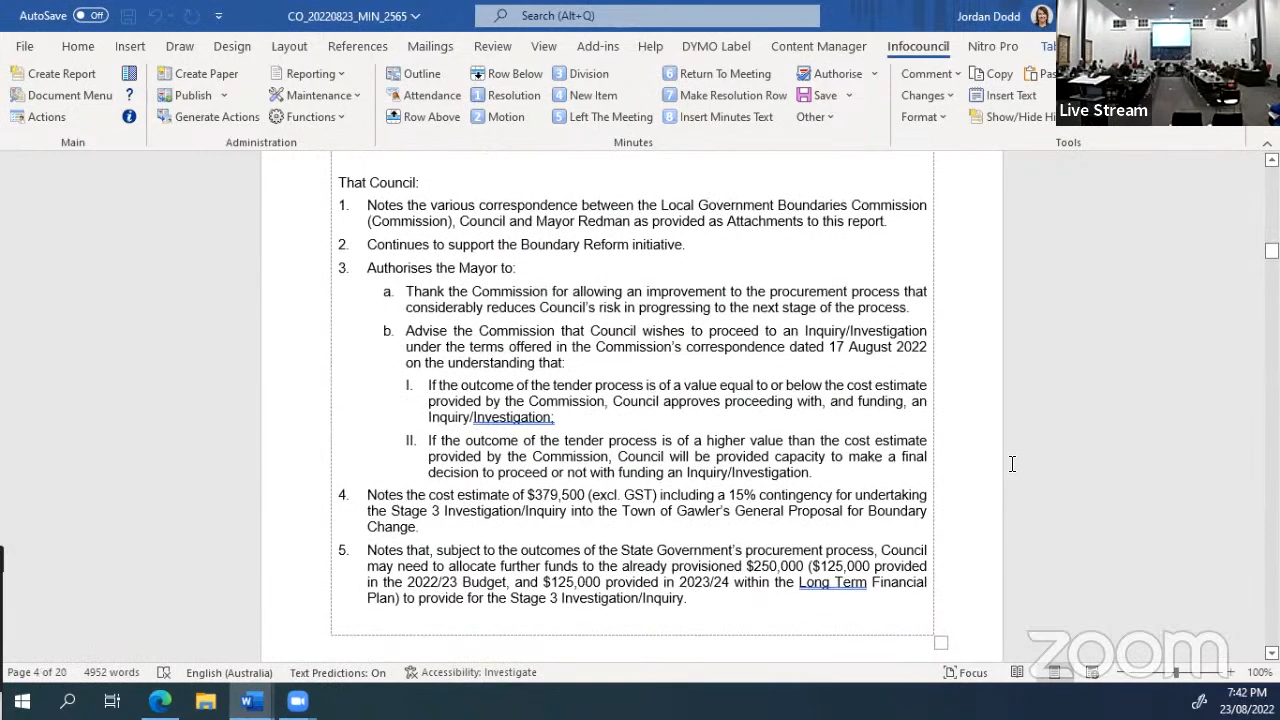 AutoSave Off CO_20220823_MIN_2565 Search (Alt+Q) Jordan Dodd
File Home Insert Draw Design Layout References Mailings Review View Add-ins Help DYMO Label Content Manager Infocouncil Nitro Pro
Create Report Create Paper Reporting Outline Row Below 3 Division 6 Return To Meeting Authorise Comment Copy
Document Menu ? Publish Maintenance Attendance 1 Resolution 4 New Item 7 Make Resolution Row Save Changes Insert Text
Actions Generate Actions Functions Row Above 2 Motion 5 Left The Meeting 8 Insert Minutes Text Other Format Show/Hide
Main Administration Minutes Tools
Live Stream
That Council:
1. Notes the various correspondence between the Local Government Boundaries Commission
(Commission), Council and Mayor Redman as provided as Attachments to this report.
2. Continues to support the Boundary Reform initiative.
3. Authorises the Mayor to:
a. Thank the Commission for allowing an improvement to the procurement process that
considerably reduces Council's risk in progressing to the next stage of the process.
b. Advise the Commission that Council wishes to proceed to an Inquiry/Investigation
under the terms offered in the Commission's correspondence dated 17 August 2022
on the understanding that:
I. If the outcome of the tender process is of a value equal to or below the cost estimate
provided by the Commission, Council approves proceeding with, and funding, an
Inquiry/Investigation;
II. If the outcome of the tender process is of a higher value than the cost estimate
provided by the Commission, Council will be provided capacity to make a final
decision to proceed or not with funding an Inquiry/Investigation.
4. Notes the cost estimate of $379,500 (excl. GST) including a 15% contingency for undertaking
the Stage 3 Investigation/Inquiry into the Town of Gawler's General Proposal for Boundary
Change.
5. Notes that, subject to the outcomes of the State Government's procurement process, Council
may need to allocate further funds to the already provisioned $250,000 ($125,000 provided
in the 2022/23 Budget, and $125,000 provided in 2023/24 within the Long Term Financial
Plan) to provide for the Stage 3 Investigation/Inquiry.
zoom
Page 4 of 20 4952 words English (Australia) Text Predictions: On Accessibility: Investigate Focus 100%
7:42 PM
23/08/2022